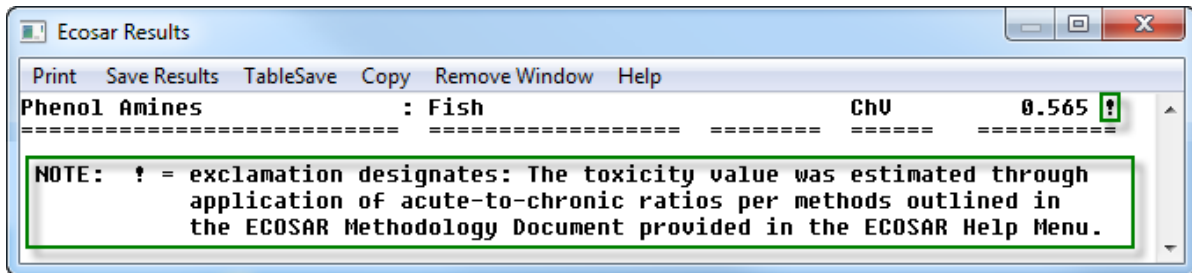 Ecosar Results
Print Save Results TableSave Copy Remove Window Help
Phenol Amines : Fish ChV 0.565 !
=========================== ================== ======== ====== ==========
NOTE: ! = exclamation designates: The toxicity value was estimated through
application of acute-to-chronic ratios per methods outlined in
the ECOSAR Methodology Document provided in the ECOSAR Help Menu.